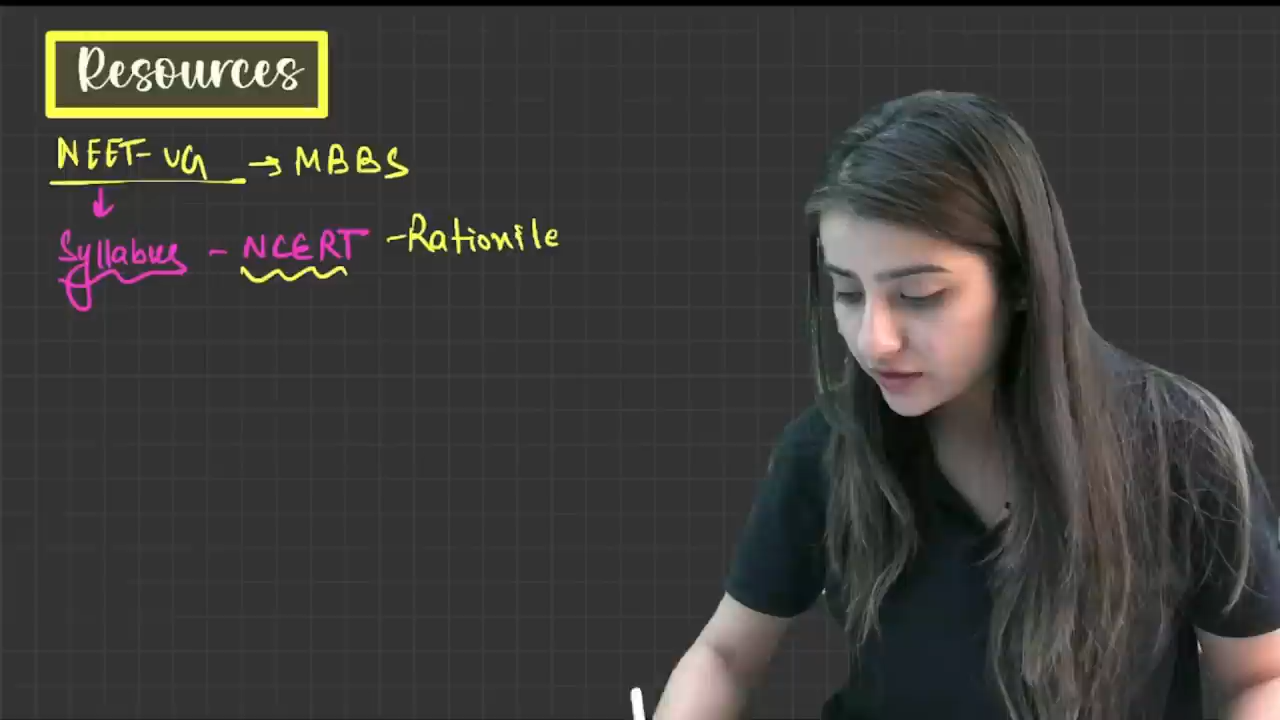 Resources
NEET-UG → MBBS
↓
Syllabus - NCERT - Rationile